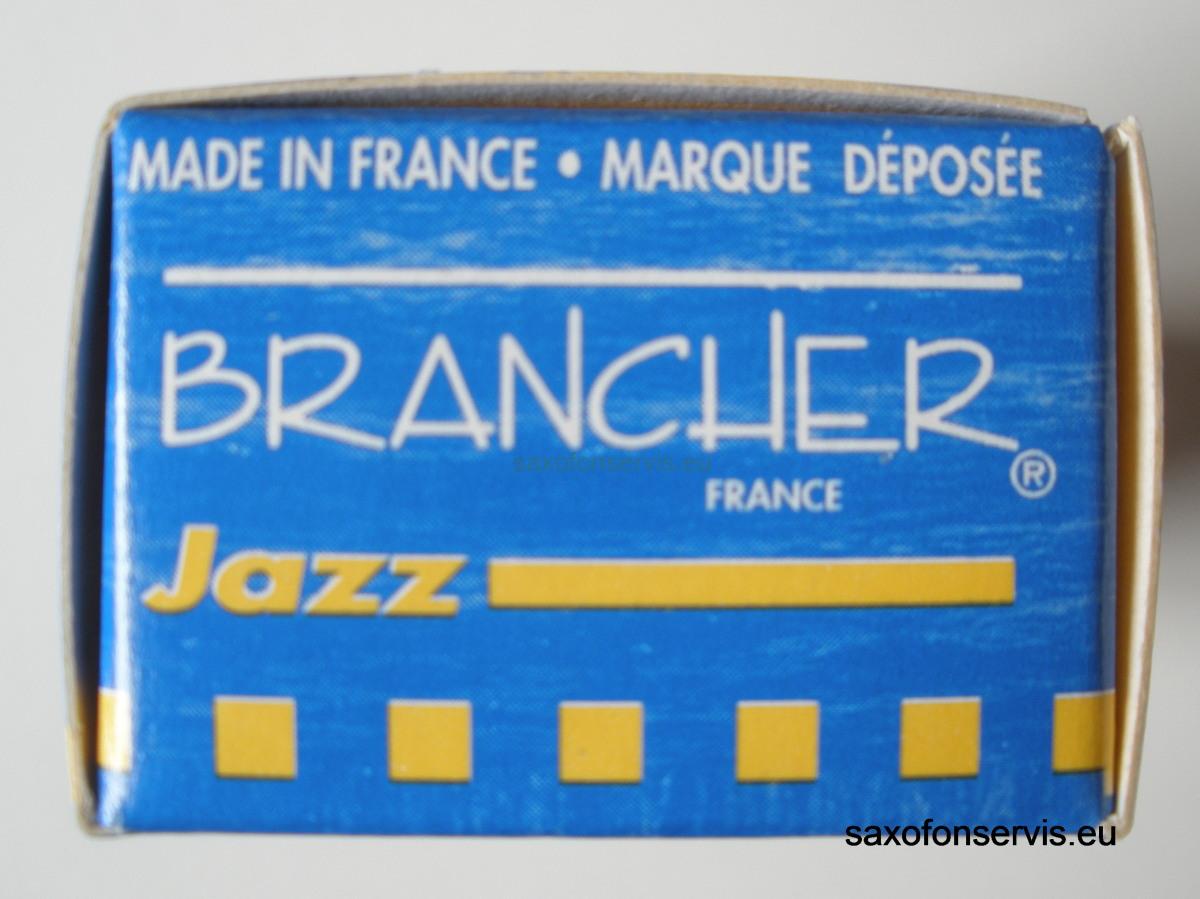 MADE IN FRANCE • MARQUE DÉPOSÉE
BRANCHER®
saxofonservis.eu
FRANCE
Jazz
saxofonservis.eu